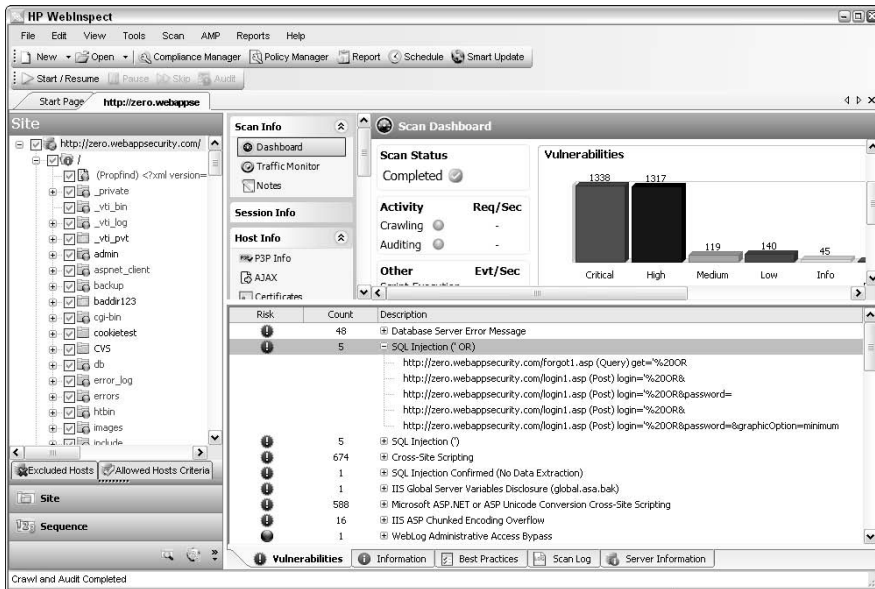 HP WebInspect
File Edit View Tools Scan AMP Reports Help
New Open Compliance Manager Policy Manager Report Schedule Smart Update
Start / Resume Pause Skip Audit
Start Page http://zero.webappse
Site
http://zero.webappsecurity.com/
/
(Propfind) <?xml version=
_private
_vti_bin
_vti_log
_vti_pvt
admin
aspnet_client
backup
baddir123
cgi-bin
cookietest
CVS
db
error_log
errors
htbin
images
include
Excluded Hosts Allowed Hosts Criteria
Site
Sequence
Scan Info
Dashboard
Traffic Monitor
Notes
Session Info
Host Info
P3P P3P Info
AJAX
Certificates
Scan Dashboard
Scan Status
Completed
Activity Req/Sec
Crawling -
Auditing -
Other Evt/Sec
Script Execution
Vulnerabilities
1338 1317 119 140 45
Critical High Medium Low Info
Risk Count Description
48 Database Server Error Message
5 SQL Injection (' OR)
http://zero.webappsecurity.com/forgot1.asp (Query) get='%20OR
http://zero.webappsecurity.com/login1.asp (Post) login='%20OR&
http://zero.webappsecurity.com/login1.asp (Post) login='%20OR&password=
http://zero.webappsecurity.com/login1.asp (Post) login='%20OR&
http://zero.webappsecurity.com/login1.asp (Post) login='%20OR&password=&graphicOption=minimum
5 SQL Injection (')
674 Cross-Site Scripting
1 SQL Injection Confirmed (No Data Extraction)
1 IIS Global Server Variables Disclosure (global.asa.bak)
588 Microsoft ASP.NET or ASP Unicode Conversion Cross-Site Scripting
16 IIS ASP Chunked Encoding Overflow
1 WebLog Administrative Access Bypass
Vulnerabilities Information Best Practices Scan Log Server Information
Crawl and Audit Completed